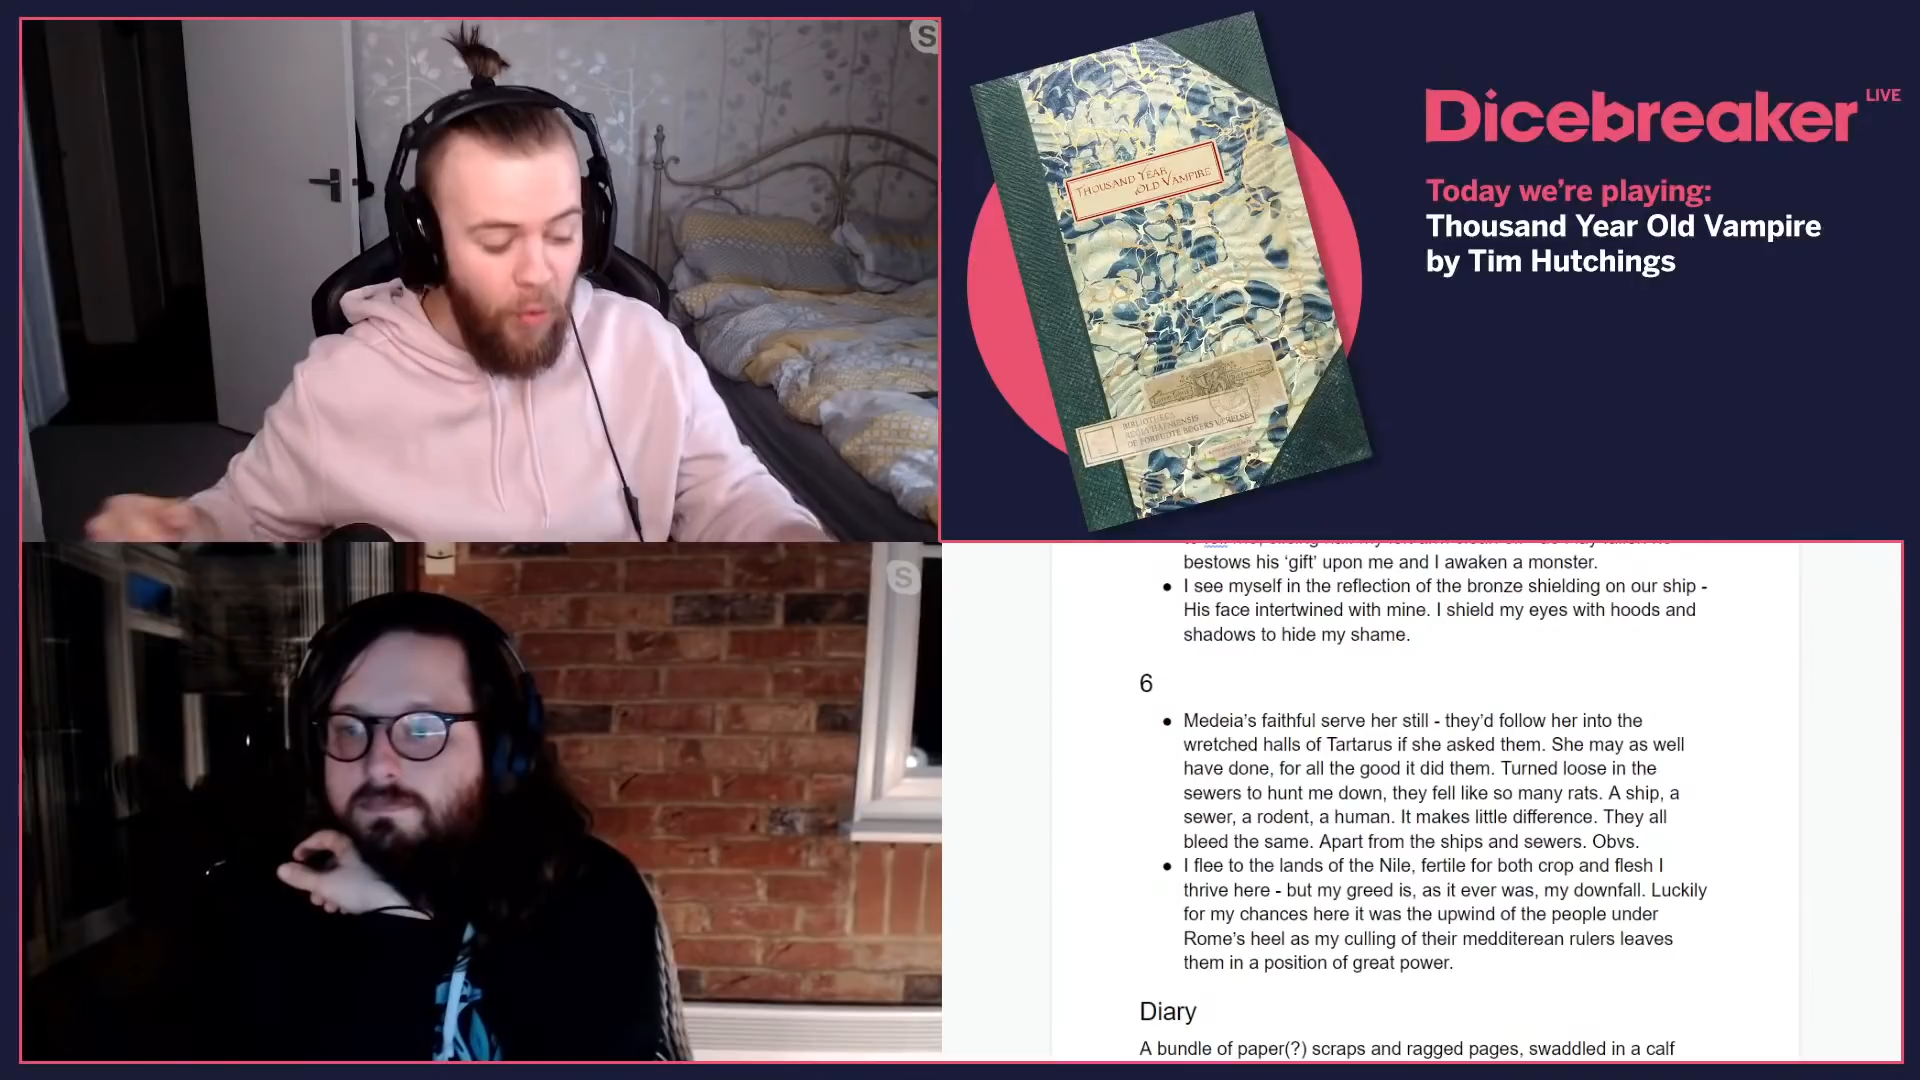 S
THOUSAND YEAR
OLD VAMPIRE
BIBLIOTHECA
REGIA HAFNIENSIS
DE FORBUDTE BOGERS VÆRELSE
Dicebreaker LIVE
Today we're playing:
Thousand Year Old Vampire
by Tim Hutchings
S
bestows his ‘gift’ upon me and I awaken a monster.
● I see myself in the reflection of the bronze shielding on our ship -
His face intertwined with mine. I shield my eyes with hoods and
shadows to hide my shame.
6
● Medeia’s faithful serve her still - they’d follow her into the
wretched halls of Tartarus if she asked them. She may as well
have done, for all the good it did them. Turned loose in the
sewers to hunt me down, they fell like so many rats. A ship, a
sewer, a rodent, a human. It makes little difference. They all
bleed the same. Apart from the ships and sewers. Obvs.
● I flee to the lands of the Nile, fertile for both crop and flesh I
thrive here - but my greed is, as it ever was, my downfall. Luckily
for my chances here it was the upwind of the people under
Rome’s heel as my culling of their medditerean rulers leaves
them in a position of great power.
Diary
A bundle of paper(?) scraps and ragged pages, swaddled in a calf